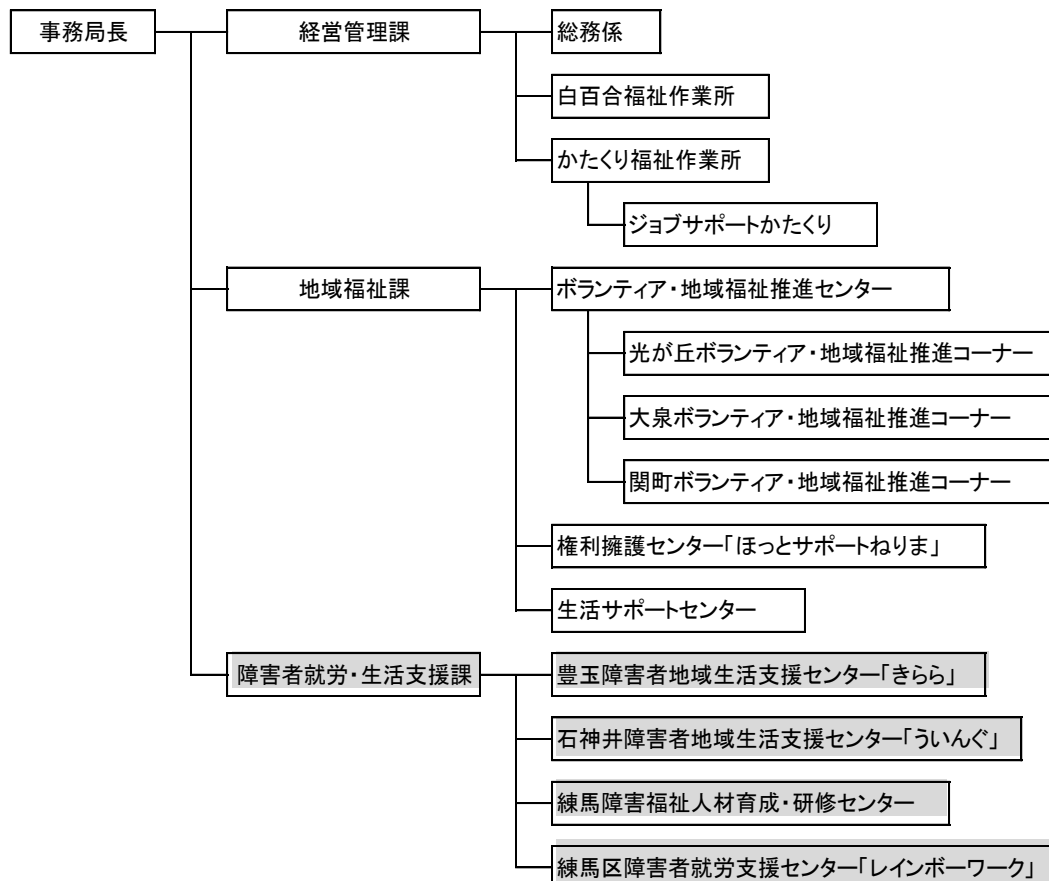 事務局長
経営管理課
総務係
白百合福祉作業所
かたくり福祉作業所
ジョブサポートかたくり
地域福祉課
ボランティア・地域福祉推進センター
光が丘ボランティア・地域福祉推進コーナー
大泉ボランティア・地域福祉推進コーナー
関町ボランティア・地域福祉推進コーナー
権利擁護センター「ほっとサポートねりま」
生活サポートセンター
障害者就労・生活支援課
豊玉障害者地域生活支援センター「きらら」
石神井障害者地域生活支援センター「ういんぐ」
練馬障害福祉人材育成・研修センター
練馬区障害者就労支援センター「レインボーワーク」